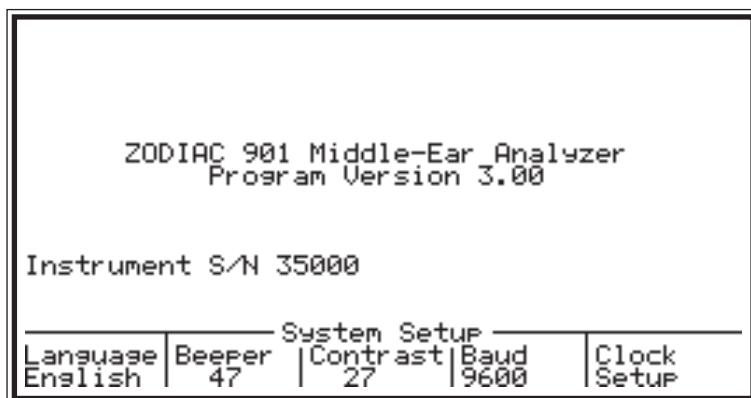 ZODIAC 901 Middle-Ear Analyzer
Program Version 3.00
Instrument S/N 35000
System Setup
Language Beeper Contrast Baud Clock
English 47 27 9600 Setup